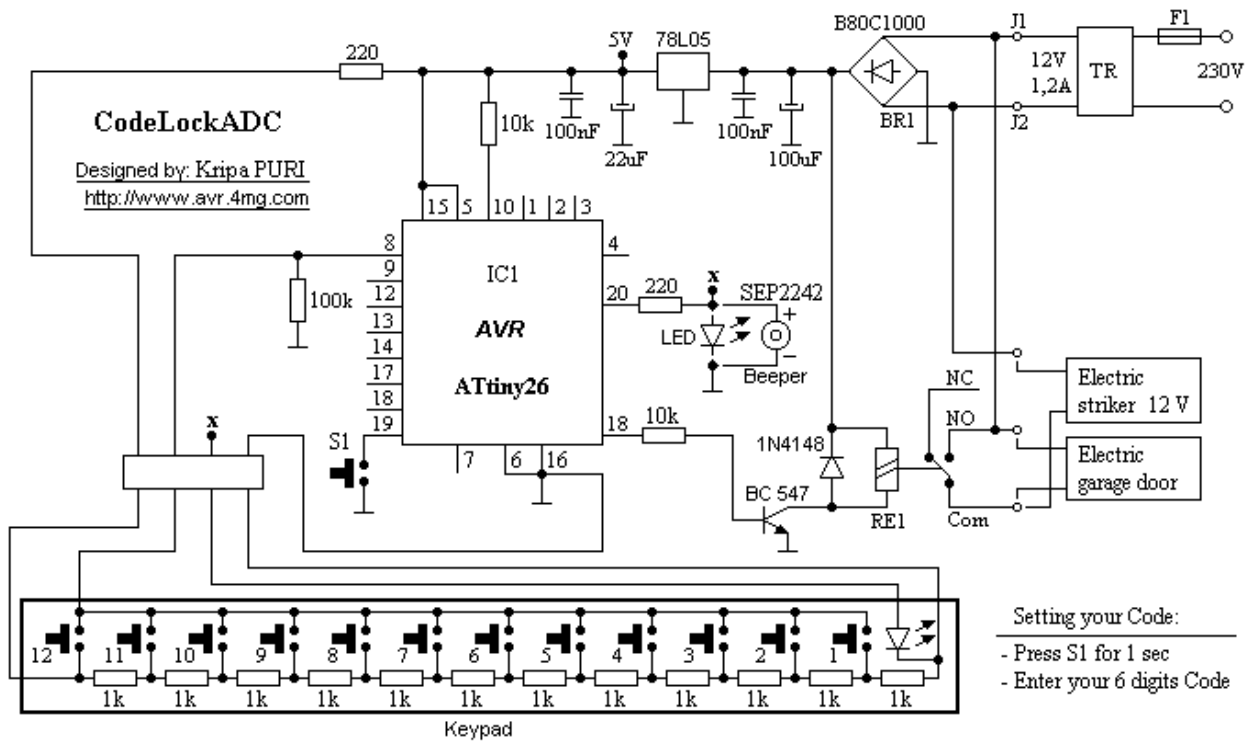 B80C1000
J1
F1
220
5V
78L05
12V
1,2A
TR
230V
CodeLockADC
10k
100nF
22uF
100nF
100uF
BR1
J2
Designed by: Kripa PURI
http://www.avr.4mg.com
15 5 10 1 2 3
8
4
9
IC1
12
100k
20
220
x
SEP2242
+
13
AVR
LED
14
-
17
ATtiny26
Beeper
18
NC
Electric
striker 12 V
x
19
18
10k
NO
S1
1N4148
7
6
16
Electric
garage door
BC 547
RE1
Com
Setting your Code:
- Press S1 for 1 sec
- Enter your 6 digits Code
12 11 10 9 8 7 6 5 4 3 2 1
1k 1k 1k 1k 1k 1k 1k 1k 1k 1k 1k 1k
Keypad